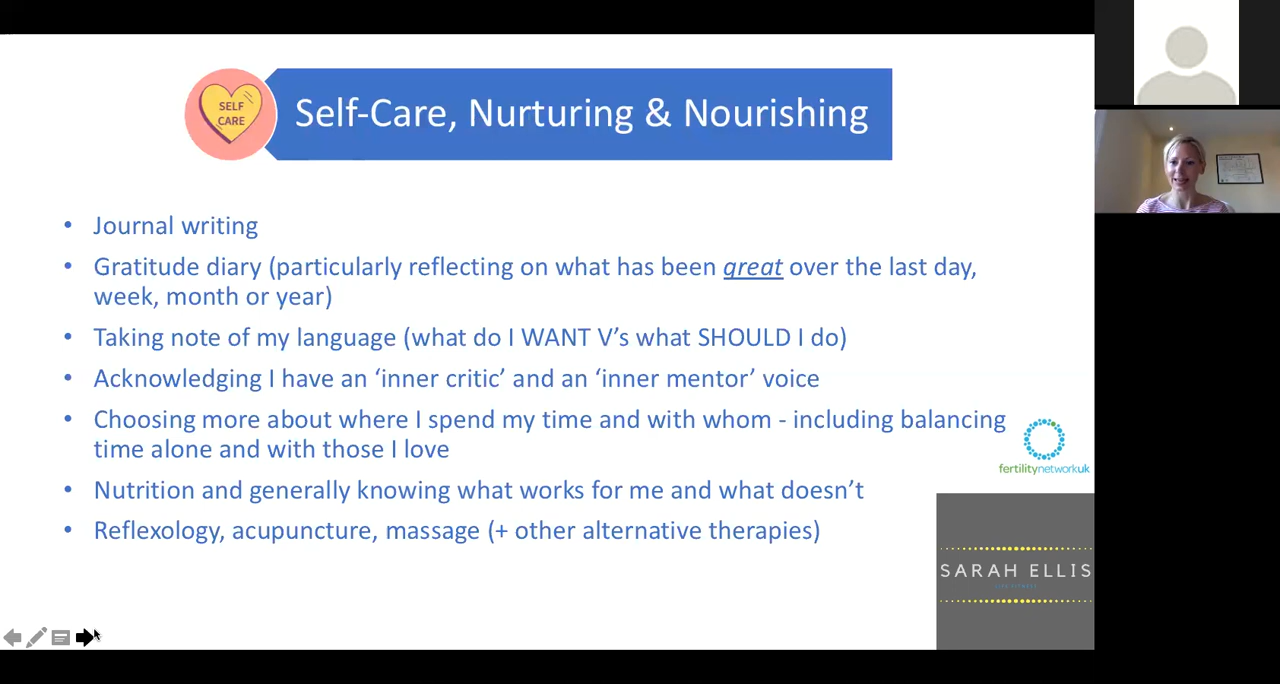 SELF
CARE
Self-Care, Nurturing & Nourishing
• Journal writing
• Gratitude diary (particularly reflecting on what has been great over the last day,
week, month or year)
• Taking note of my language (what do I WANT V’s what SHOULD I do)
• Acknowledging I have an ‘inner critic’ and an ‘inner mentor’ voice
• Choosing more about where I spend my time and with whom - including balancing
time alone and with those I love
• Nutrition and generally knowing what works for me and what doesn’t
• Reflexology, acupuncture, massage (+ other alternative therapies)
fertilitynetworkuk
SARAH ELLIS